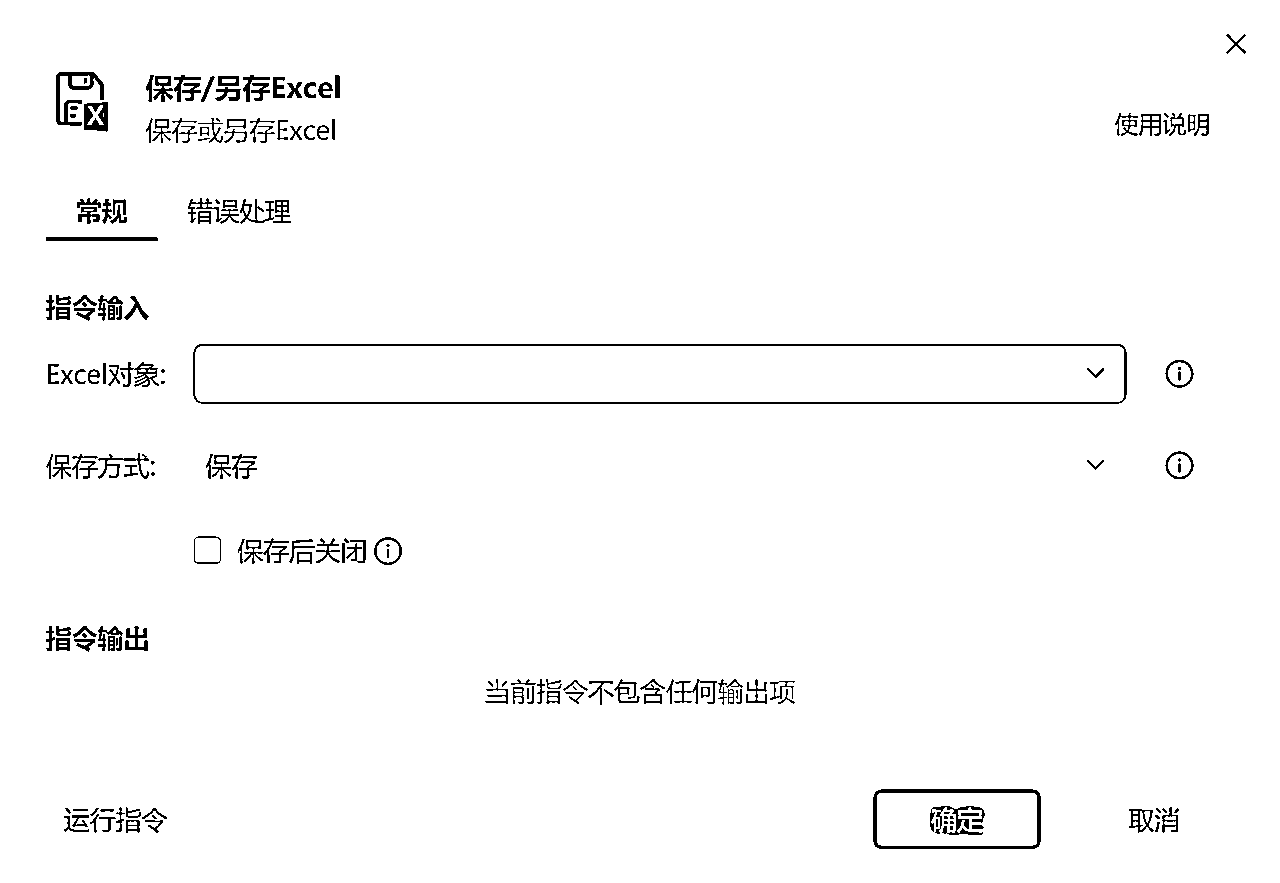 保存/另存Excel
保存或另存Excel
使用说明
常规 错误处理
指令输入
Excel对象:
保存方式: 保存
保存后关闭
指令输出
当前指令不包含任何输出项
运行指令 确定 取消